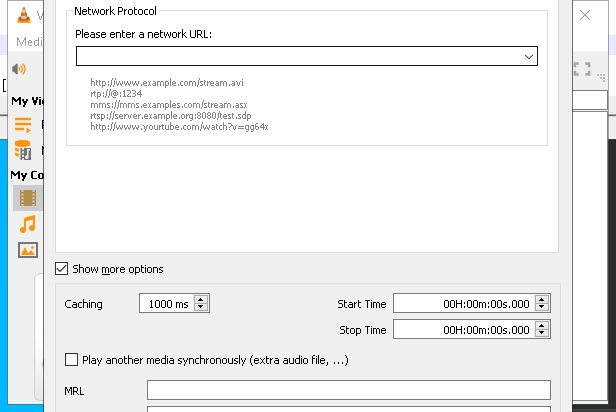 Network Protocol
Please enter a network URL:
http://www.example.com/stream.avi
rtp://@:1234
mms://mms.examples.com/stream.asx
rtsp://server.example.org:8080/test.sdp
http://www.yourtube.com/watch?v=gg64x
Medi
My Vi
My Co
Show more options
Caching
1000 ms
Start Time
00H:00m:00s.000
Stop Time
00H:00m:00s.000
Play another media synchronously (extra audio file, ...)
MRL